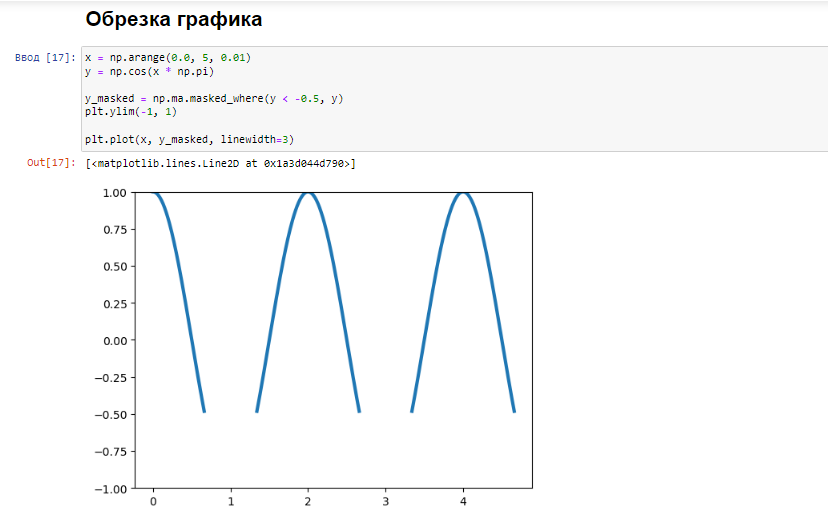 Обрезка графика
Ввод [17]: x = np.arange(0.0, 5, 0.01)
y = np.cos(x * np.pi)
y_masked = np.ma.masked_where(y < -0.5, y)
plt.ylim(-1, 1)
plt.plot(x, y_masked, linewidth=3)
Out[17]: [<matplotlib.lines.Line2D at 0x1a3d044d790>]
1.00
0.75
0.50
0.25
0.00
−0.25
−0.50
−0.75
−1.00
0 1 2 3 4